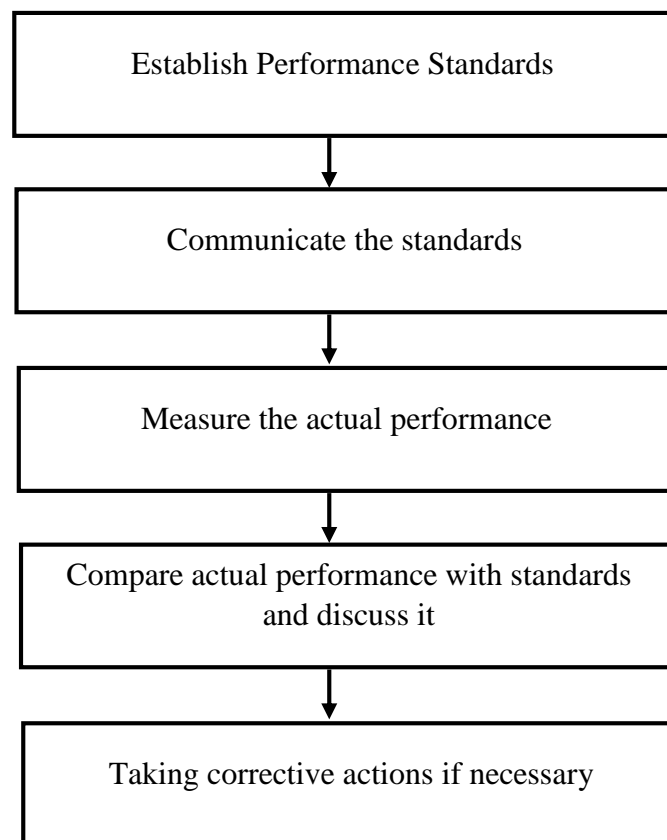 Establish Performance Standards
Communicate the standards
Measure the actual performance
Compare actual performance with standards
and discuss it
Taking corrective actions if necessary